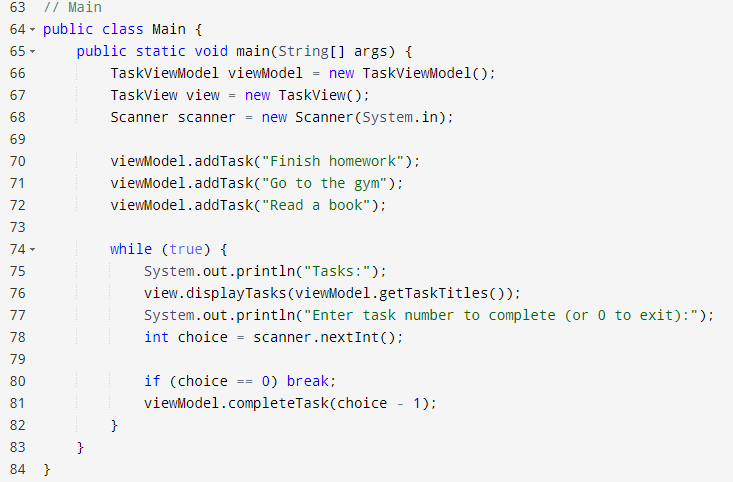 63 // Main
64 public class Main {
65     public static void main(String[] args) {
66         TaskViewModel viewModel = new TaskViewModel();
67         TaskView view = new TaskView();
68         Scanner scanner = new Scanner(System.in);
69
70         viewModel.addTask("Finish homework");
71         viewModel.addTask("Go to the gym");
72         viewModel.addTask("Read a book");
73
74         while (true) {
75             System.out.println("Tasks:");
76             view.displayTasks(viewModel.getTaskTitles());
77             System.out.println("Enter task number to complete (or 0 to exit):");
78             int choice = scanner.nextInt();
79
80             if (choice == 0) break;
81             viewModel.completeTask(choice - 1);
82         }
83     }
84 }